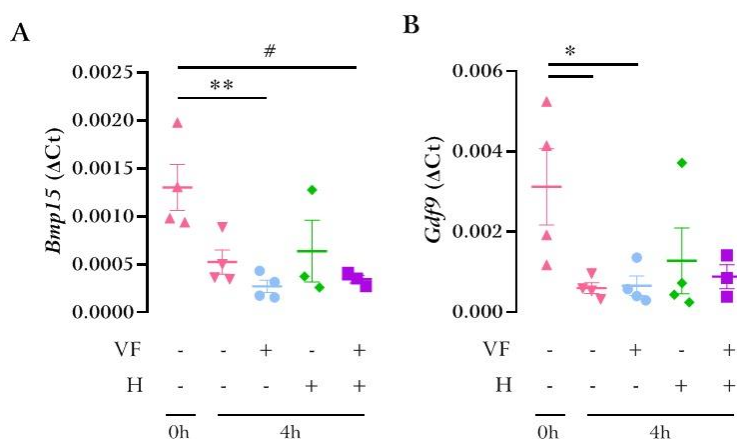 A
#
**
0.0025
0.0020
0.0015
0.0010
0.0005
0.0000
Bmp15 (ΔCt)
VF - - + - +
H - - - + +
0h 4h
B
*
0.006
0.004
0.002
0.000
Gdf9 (ΔCt)
VF - - + - +
H - - - + +
0h 4h